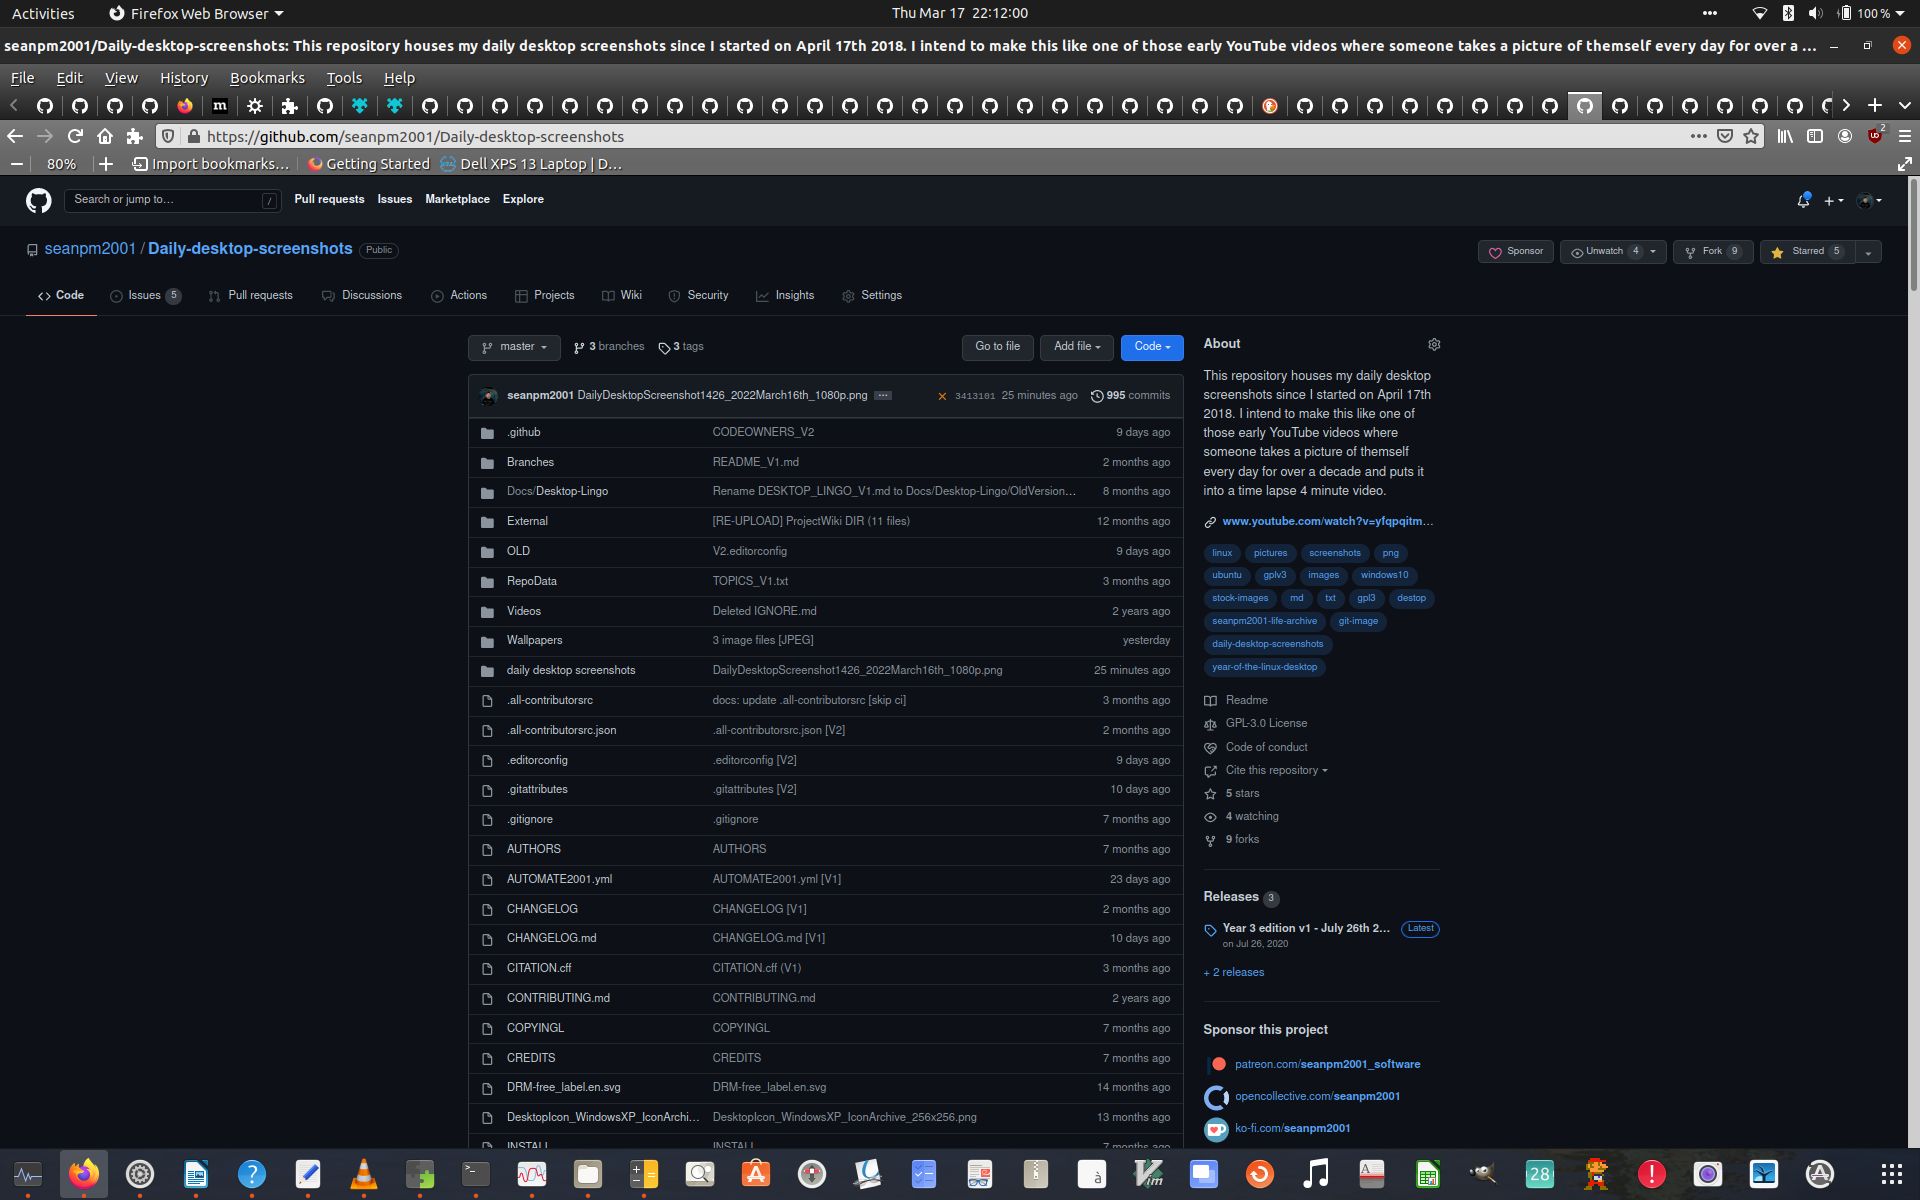 Activities
Firefox Web Browser
Thu Mar 17 22:12:00
100 %
seanpm2001/Daily-desktop-screenshots: This repository houses my daily desktop screenshots since I started on April 17th 2018. I intend to make this like one of those early YouTube videos where someone takes a picture of themself every day for over a ...
File Edit View History Bookmarks Tools Help
https://github.com/seanpm2001/Daily-desktop-screenshots
2
80%
Import bookmarks...
Getting Started
Dell XPS 13 Laptop | D...
Search or jump to...
/
Pull requests Issues Marketplace Explore
seanpm2001 / Daily-desktop-screenshots
Public
Sponsor
Unwatch 4
Fork 9
Starred 5
Code
Issues 5
Pull requests
Discussions
Actions
Projects
Wiki
Security
Insights
Settings
master
3 branches
3 tags
Go to file
Add file
Code
seanpm2001 DailyDesktopScreenshot1426_2022March16th_1080p.png ...
3413101 25 minutes ago
995 commits
.github CODEOWNERS_V2 9 days ago
Branches README_V1.md 2 months ago
Docs/Desktop-Lingo Rename DESKTOP_LINGO_V1.md to Docs/Desktop-Lingo/OldVersion... 8 months ago
External [RE-UPLOAD] ProjectWiki DIR (11 files) 12 months ago
OLD V2.editorconfig 9 days ago
RepoData TOPICS_V1.txt 3 months ago
Videos Deleted IGNORE.md 2 years ago
Wallpapers 3 image files [JPEG] yesterday
daily desktop screenshots DailyDesktopScreenshot1426_2022March16th_1080p.png 25 minutes ago
.all-contributorsrc docs: update .all-contributorsrc [skip ci] 3 months ago
.all-contributorsrc.json .all-contributorsrc.json [V2] 2 months ago
.editorconfig .editorconfig [V2] 9 days ago
.gitattributes .gitattributes [V2] 10 days ago
.gitignore .gitignore 7 months ago
AUTHORS AUTHORS 7 months ago
AUTOMATE2001.yml AUTOMATE2001.yml [V1] 23 days ago
CHANGELOG CHANGELOG [V1] 2 months ago
CHANGELOG.md CHANGELOG.md [V1] 10 days ago
CITATION.cff CITATION.cff (V1) 3 months ago
CONTRIBUTING.md CONTRIBUTING.md 2 years ago
COPYINGL COPYINGL 7 months ago
CREDITS CREDITS 7 months ago
DRM-free_label.en.svg DRM-free_label.en.svg 14 months ago
DesktopIcon_WindowsXP_IconArchi... DesktopIcon_WindowsXP_IconArchive_256x256.png 13 months ago
INSTALL INSTALL 7 months ago
About
This repository houses my daily desktop
screenshots since I started on April 17th
2018. I intend to make this like one of
those early YouTube videos where
someone takes a picture of themself
every day for over a decade and puts it
into a time lapse 4 minute video.
www.youtube.com/watch?v=yfqpqitm...
linux pictures screenshots png
ubuntu gplv3 images windows10
stock-images md txt gpl3 destop
seanpm2001-life-archive git-image
daily-desktop-screenshots
year-of-the-linux-desktop
Readme
GPL-3.0 License
Code of conduct
Cite this repository
5 stars
4 watching
9 forks
Releases 3
Year 3 edition v1 - July 26th 2... Latest
on Jul 26, 2020
+ 2 releases
Sponsor this project
patreon.com/seanpm2001_software
opencollective.com/seanpm2001
ko-fi.com/seanpm2001
28